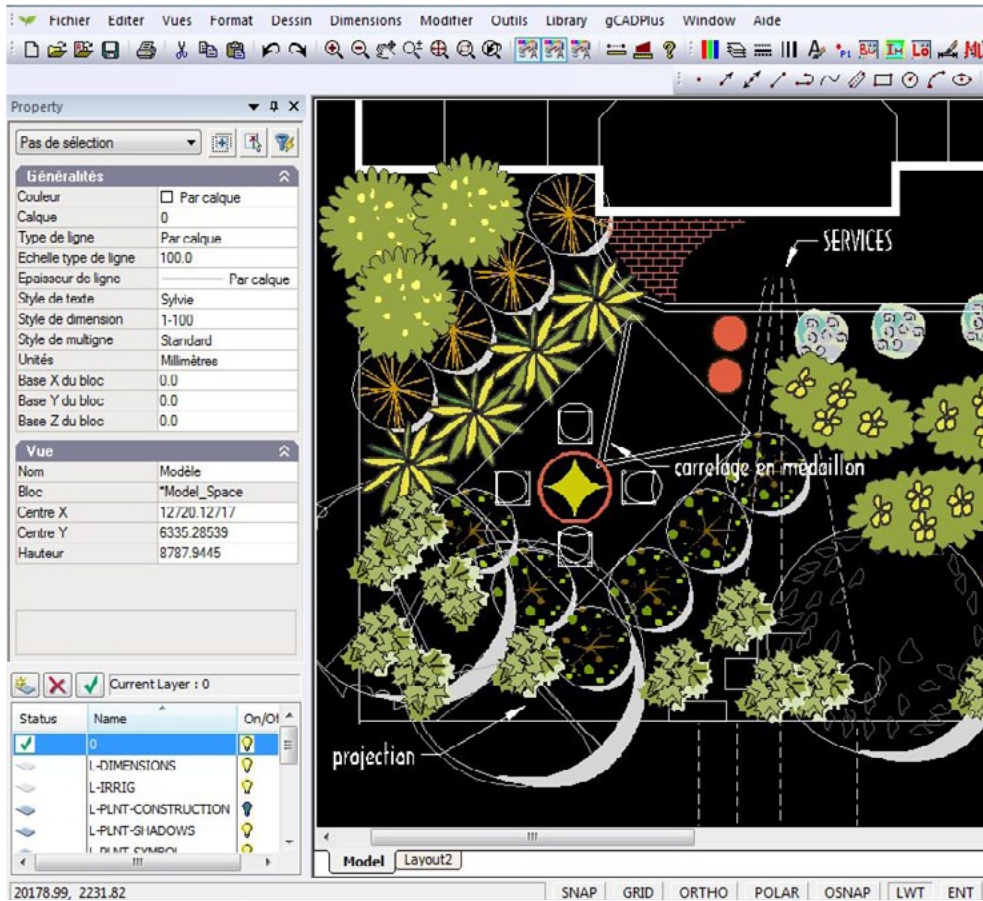 Fichier Editer Vues Format Dessin Dimensions Modifier Outils Library gCADPlus Window Aide
Property
Pas de sélection
Généralités
Couleur Par calque
Calque 0
Type de ligne Par calque
Echelle type de ligne 100.0
Epaisseur de ligne Par calque
Style de texte Sylvie
Style de dimension 1-100
Style de multigne Standard
Unités Millimètres
Base X du bloc 0.0
Base Y du bloc 0.0
Base Z du bloc 0.0
Vue
Nom Modèle
Bloc *Model_Space
Centre X 12720.12717
Centre Y 6335.28539
Hauteur 8787.9445
SERVICES
carrelage en médaillon
projection
Current Layer : 0
Status Name On/Of
0
L-DIMENSIONS
L-IRRIG
L-PLNT-CONSTRUCTION
L-PLNT-SHADOWS
L-PLNT-SYMBOL
Model Layout2
20178.99, 2231.82 SNAP GRID ORTHO POLAR OSNAP LWT ENT